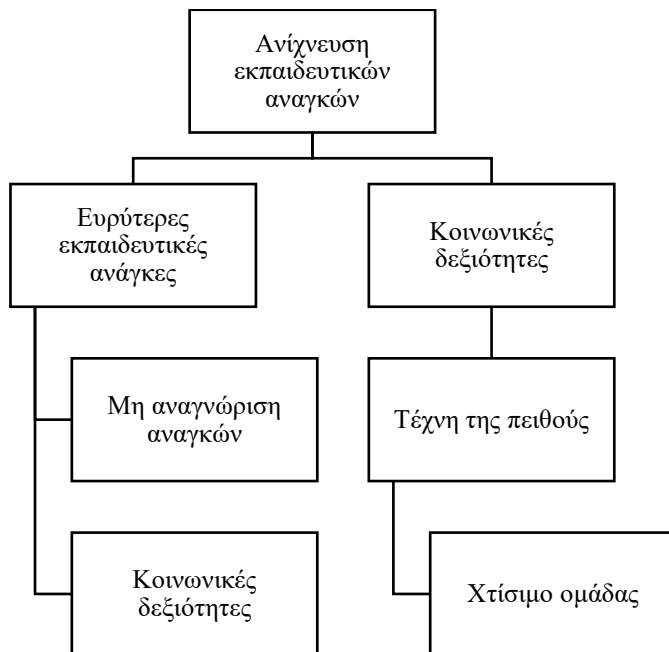 Ανίχνευση
εκπαιδευτικών
αναγκών
Ευρύτερες
εκπαιδευτικές
ανάγκες
Κοινωνικές
δεξιότητες
Μη αναγνώριση
αναγκών
Τέχνη της πειθούς
Κοινωνικές
δεξιότητες
Χτίσιμο ομάδας